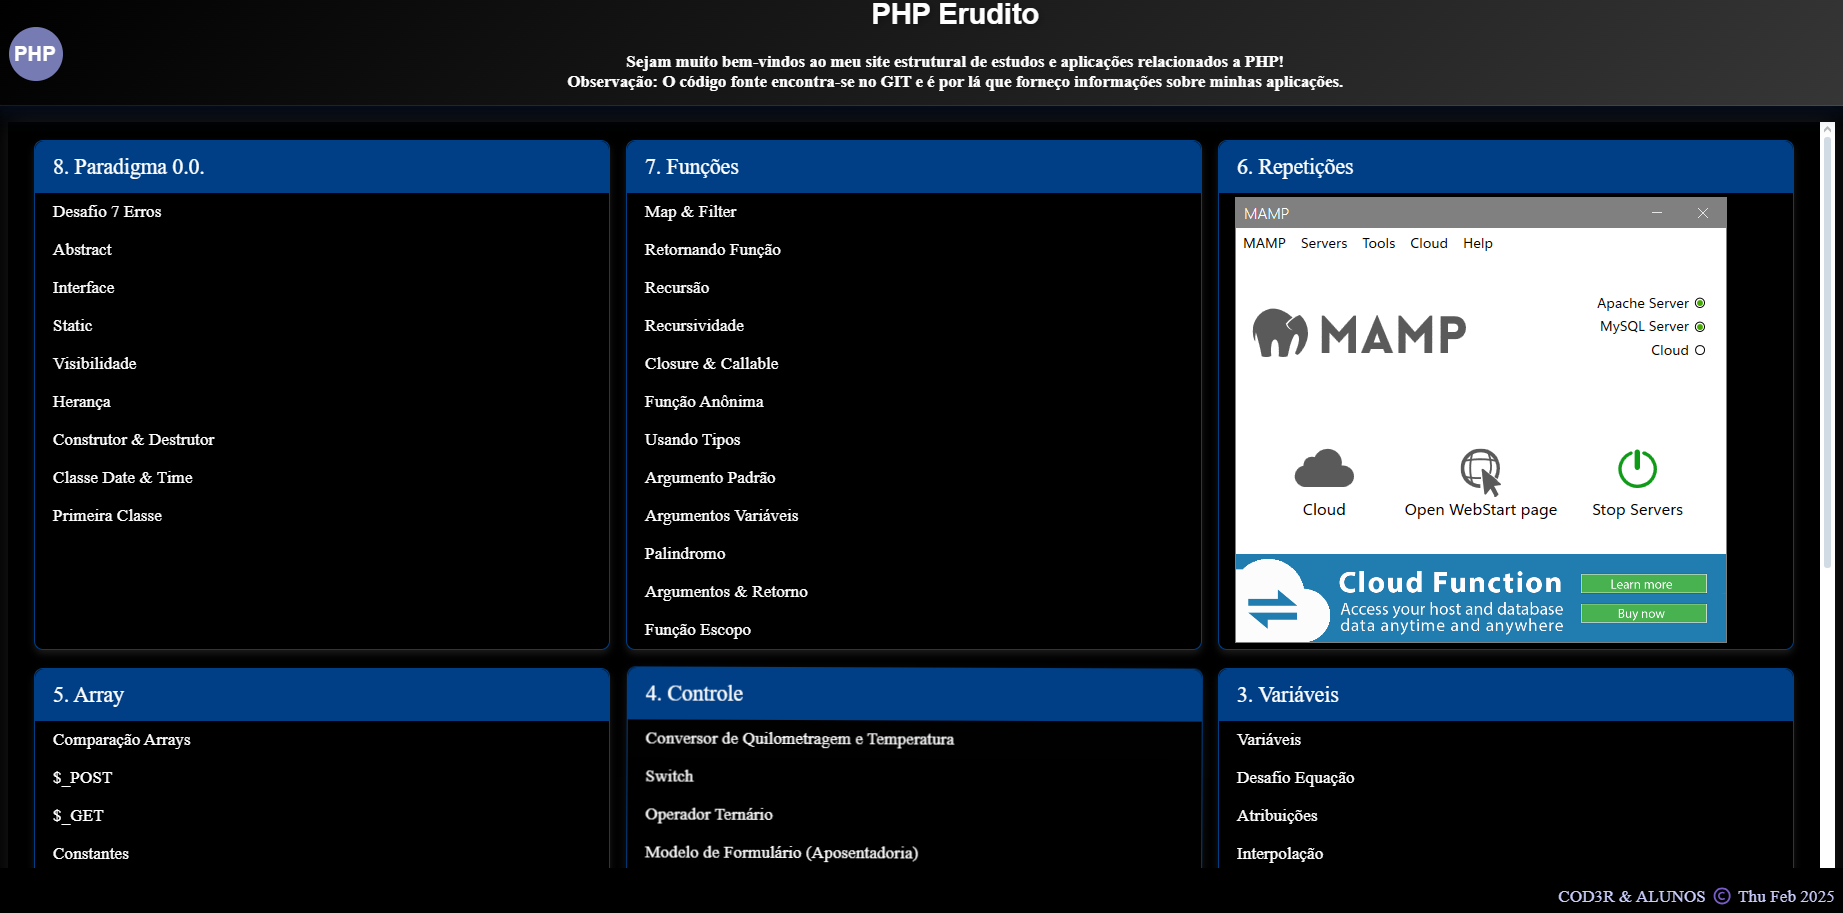 PHP Erudito
PHP
Sejam muito bem-vindos ao meu site estrutural de estudos e aplicações relacionados a PHP!
Observação: O código fonte encontra-se no GIT e é por lá que forneço informações sobre minhas aplicações.
8. Paradigma 0.0.
Desafio 7 Erros
Abstract
Interface
Static
Visibilidade
Herança
Construtor & Destrutor
Classe Date & Time
Primeira Classe
7. Funções
Map & Filter
Retornando Função
Recursão
Recursividade
Closure & Callable
Função Anônima
Usando Tipos
Argumento Padrão
Argumentos Variáveis
Palindromo
Argumentos & Retorno
Função Escopo
6. Repetições
MAMP
MAMP Servers Tools Cloud Help
Apache Server
MySQL Server
Cloud
MAMP
Cloud
Open WebStart page
Stop Servers
Cloud Function
Access your host and database
data anytime and anywhere
Learn more
Buy now
5. Array
Comparação Arrays
$_POST
$_GET
Constantes
4. Controle
Conversor de Quilometragem e Temperatura
Switch
Operador Ternário
Modelo de Formulário (Aposentadoria)
3. Variáveis
Variáveis
Desafio Equação
Atribuições
Interpolação
COD3R & ALUNOS © Thu Feb 2025